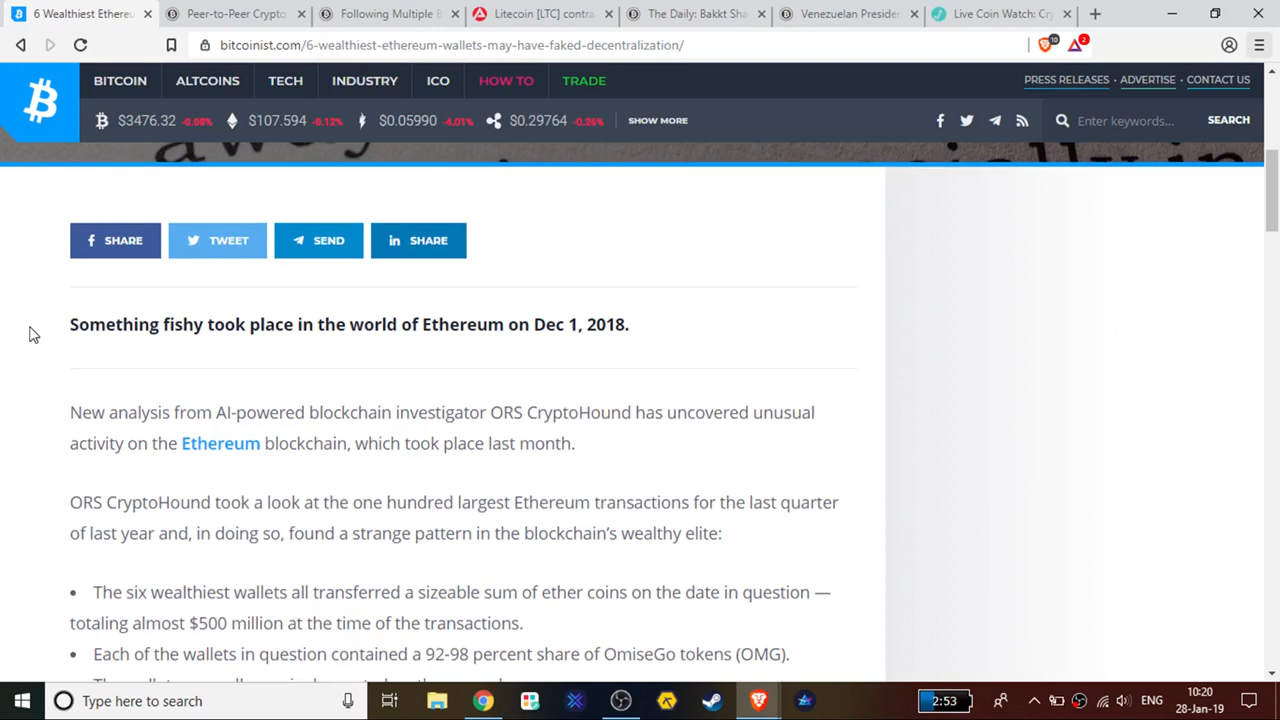 6 Wealthiest Ethereu
Peer-to-Peer Crypto
Following Multiple B
Litecoin [LTC] contra
The Daily: Bakkt Sha
Venezuelan Presiden
Live Coin Watch: Cry
bitcoinist.com/6-wealthiest-ethereum-wallets-may-have-faked-decentralization/
10
2
BITCOIN ALTCOINS TECH INDUSTRY ICO HOW TO TRADE
PRESS RELEASES • ADVERTISE • CONTACT US
$3476.32 -0.08% $107.594 -0.12% $0.05990 -4.01% $0.29764 -0.26% SHOW MORE
Enter keywords... SEARCH
SHARE TWEET SEND SHARE
Something fishy took place in the world of Ethereum on Dec 1, 2018.
New analysis from AI-powered blockchain investigator ORS CryptoHound has uncovered unusual
activity on the Ethereum blockchain, which took place last month.
ORS CryptoHound took a look at the one hundred largest Ethereum transactions for the last quarter
of last year and, in doing so, found a strange pattern in the blockchain's wealthy elite:
• The six wealthiest wallets all transferred a sizeable sum of ether coins on the date in question —
totaling almost $500 million at the time of the transactions.
• Each of the wallets in question contained a 92-98 percent share of OmiseGo tokens (OMG).
Type here to search
2:53
ENG
10:20
28-Jan-19